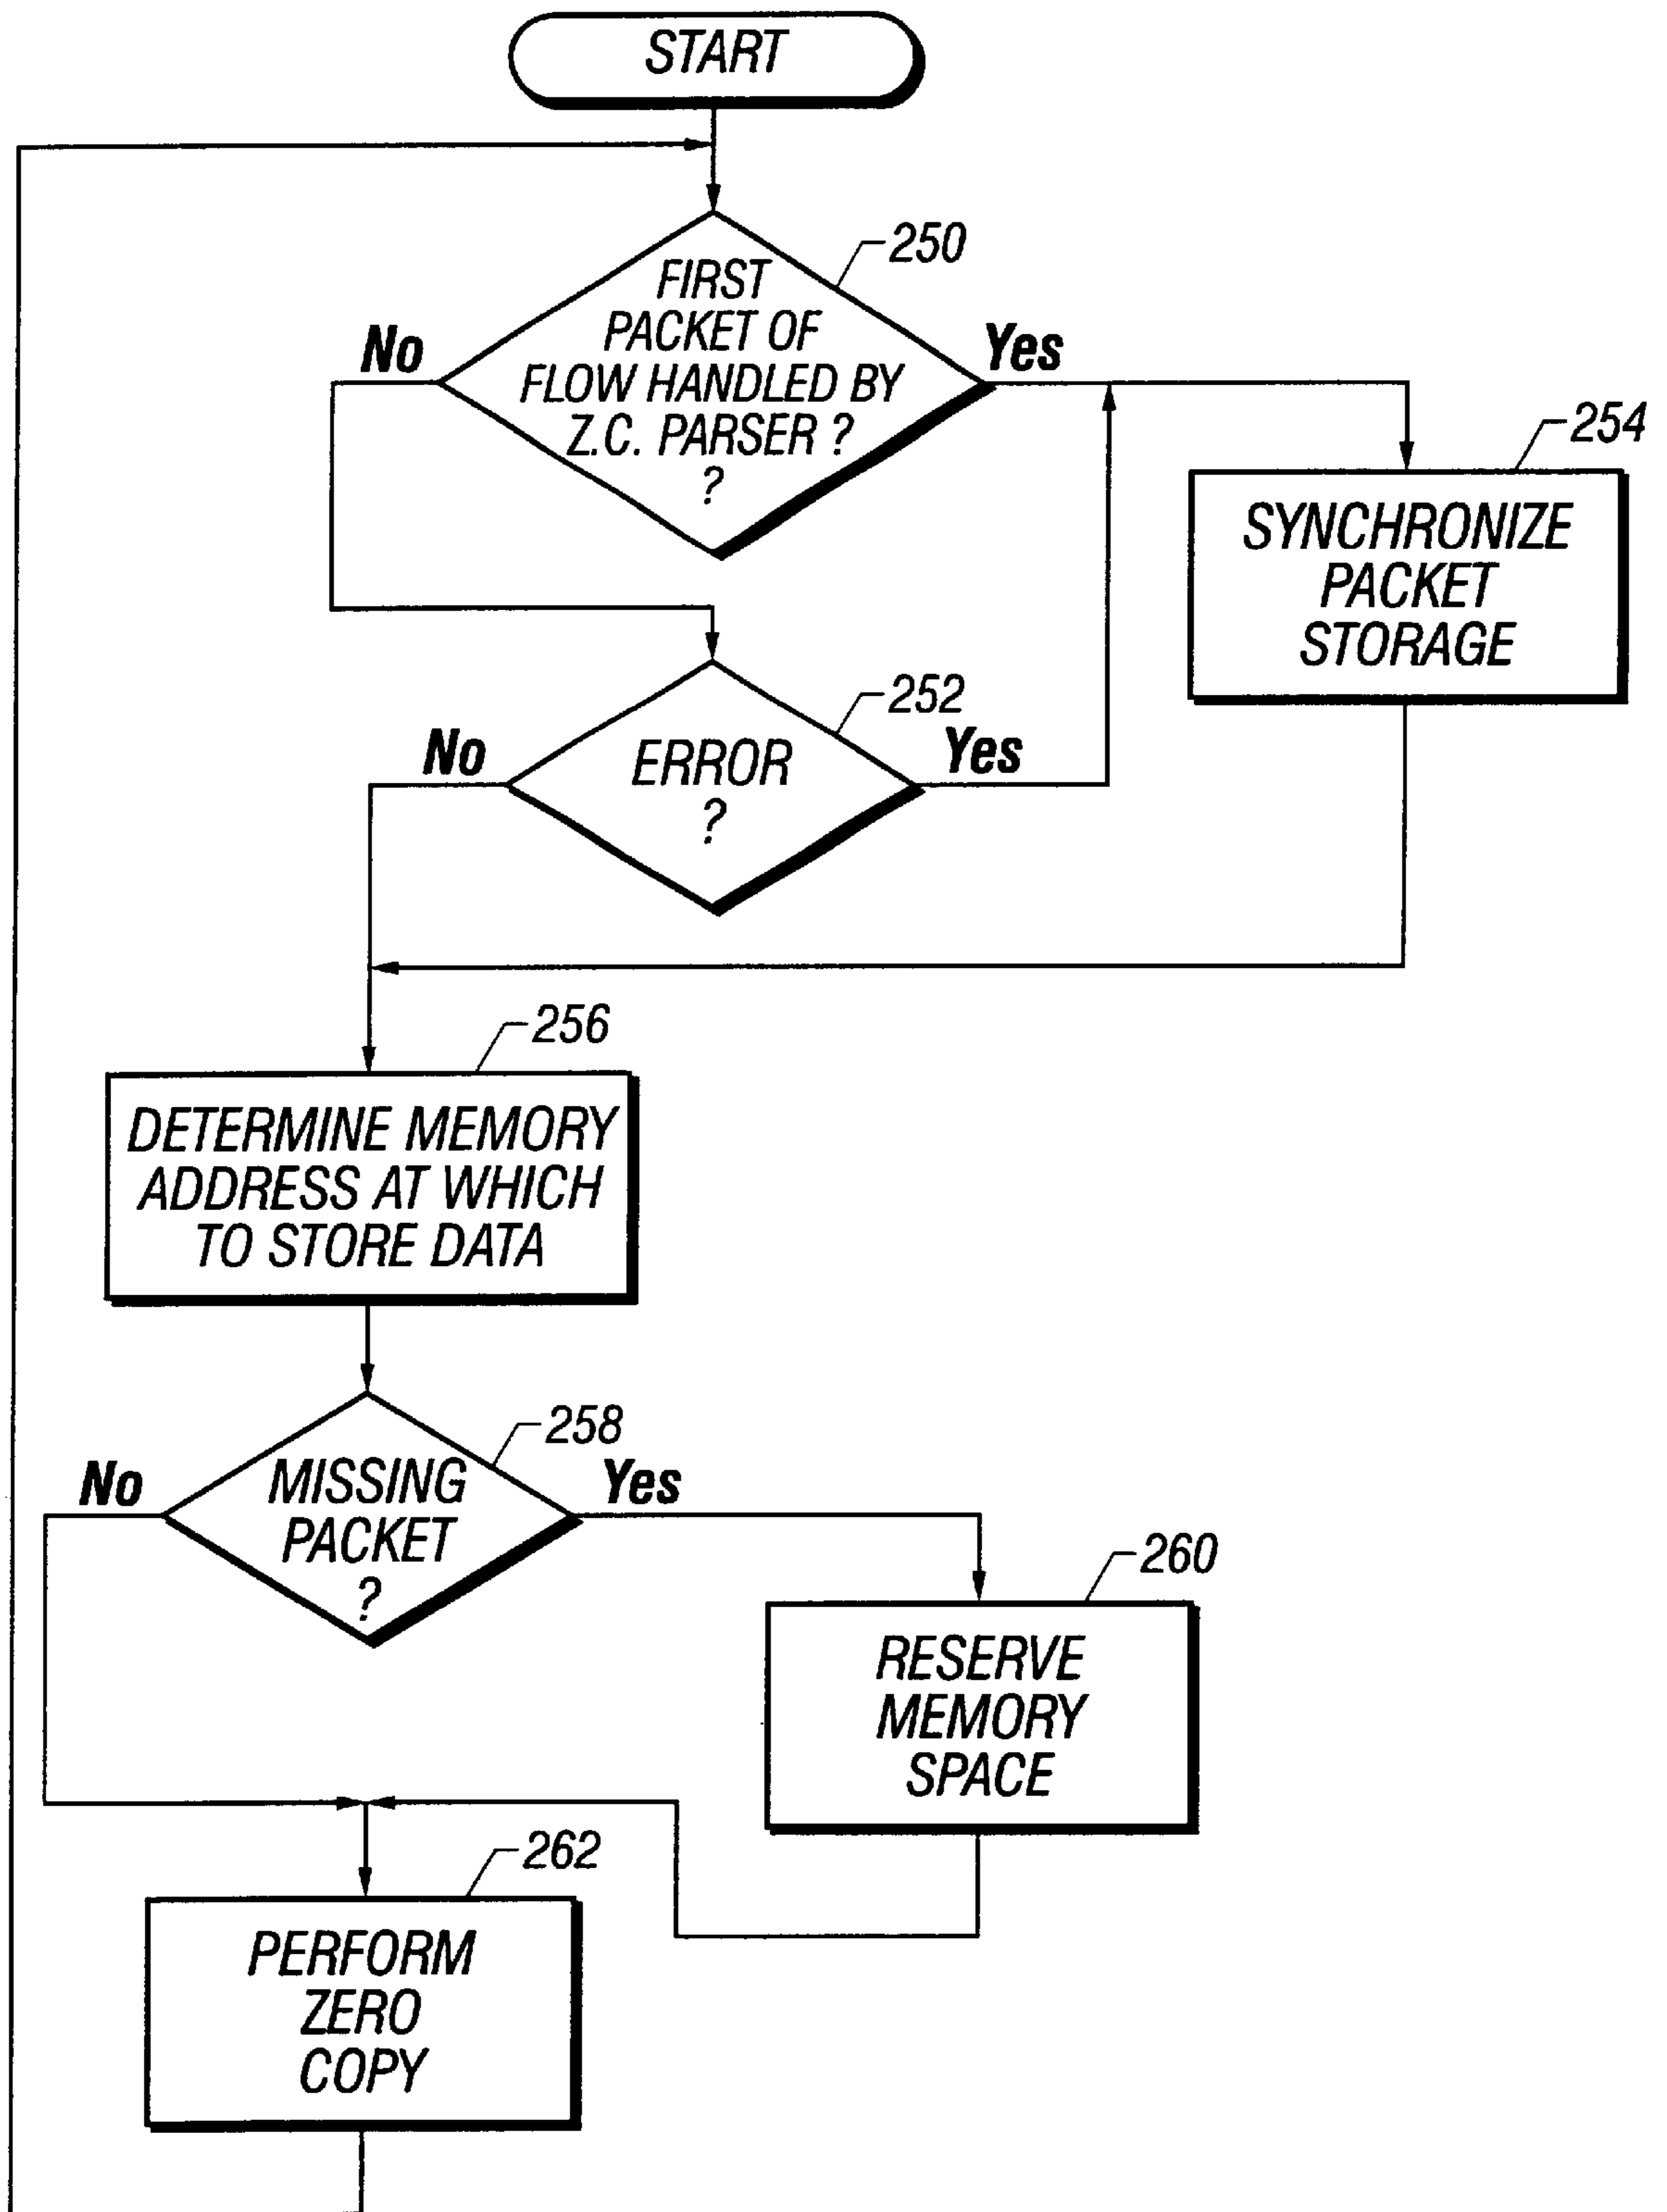 START
250
FIRST
PACKET OF
FLOW HANDLED BY
Z.C. PARSER ?
?
No
Yes
254
SYNCHRONIZE
PACKET
STORAGE
252
ERROR
?
No
Yes
256
DETERMINE MEMORY
ADDRESS AT WHICH
TO STORE DATA
258
MISSING
PACKET
?
No
Yes
260
RESERVE
MEMORY
SPACE
262
PERFORM
ZERO
COPY